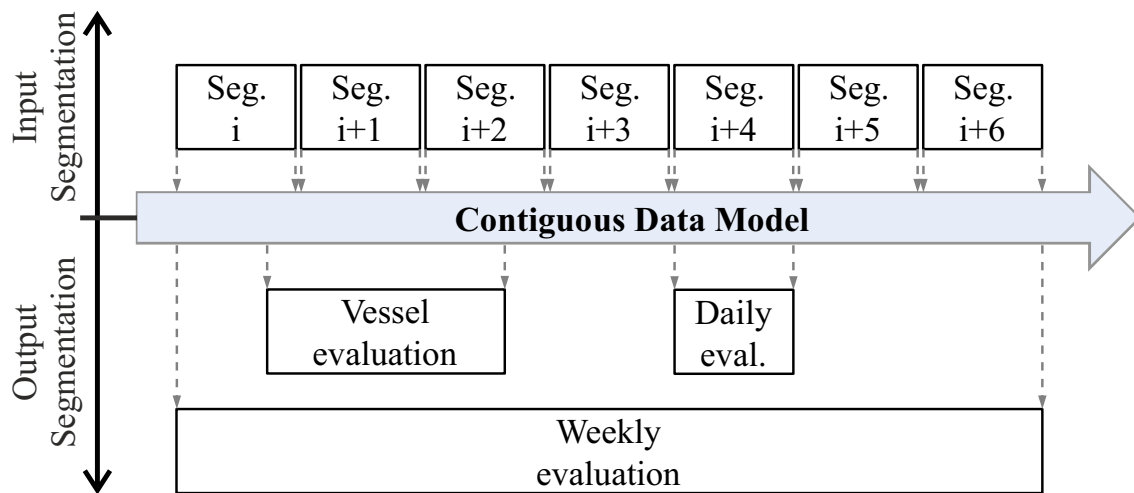 Input
Segmentation
Seg.
i
Seg.
i+1
Seg.
i+2
Seg.
i+3
Seg.
i+4
Seg.
i+5
Seg.
i+6
Contiguous Data Model
Output
Segmentation
Vessel
evaluation
Daily
eval.
Weekly
evaluation